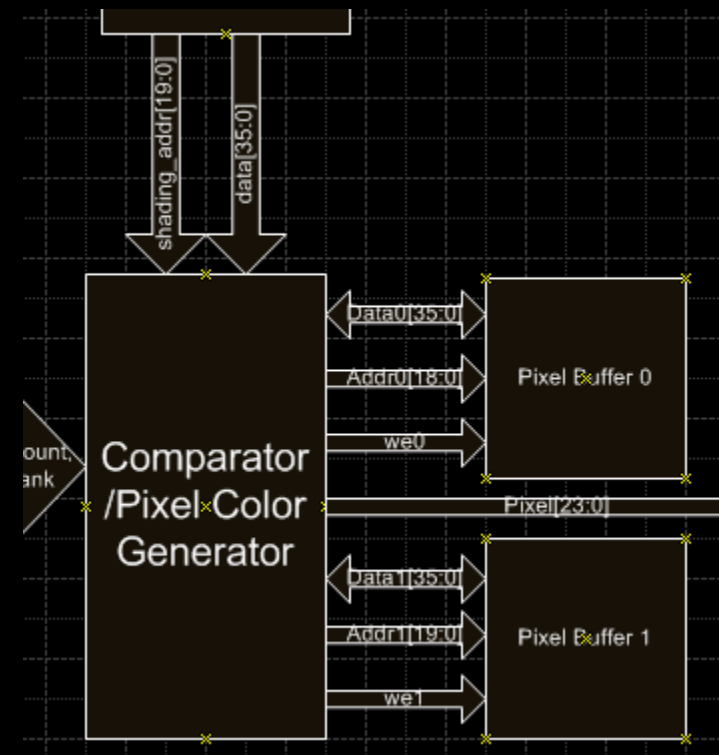 shading_addr[19:0]
data[35:0]
Data0[35:0]
Addr0[18:0]
Pixel Buffer 0
we0
ount,
ank
Comparator
/Pixel Color
Generator
Pixel[23:0]
Data1[35:0]
Addr1[19:0]
Pixel Buffer 1
we1